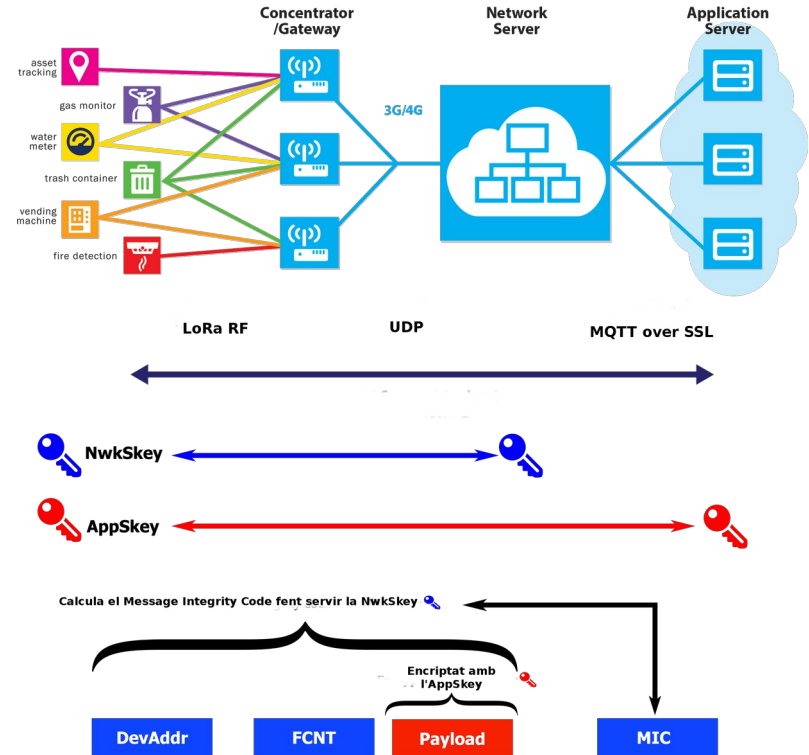 Concentrator
/Gateway
Network
Server
Application
Server
asset
tracking
gas monitor
water
meter
trash container
vending
machine
fire detection
3G/4G
LoRa RF
UDP
MQTT over SSL
NwkSkey
AppSkey
Calcula el Message Integrity Code fent servir la NwkSkey
Encriptat amb
l'AppSkey
DevAddr
FCNT
Payload
MIC